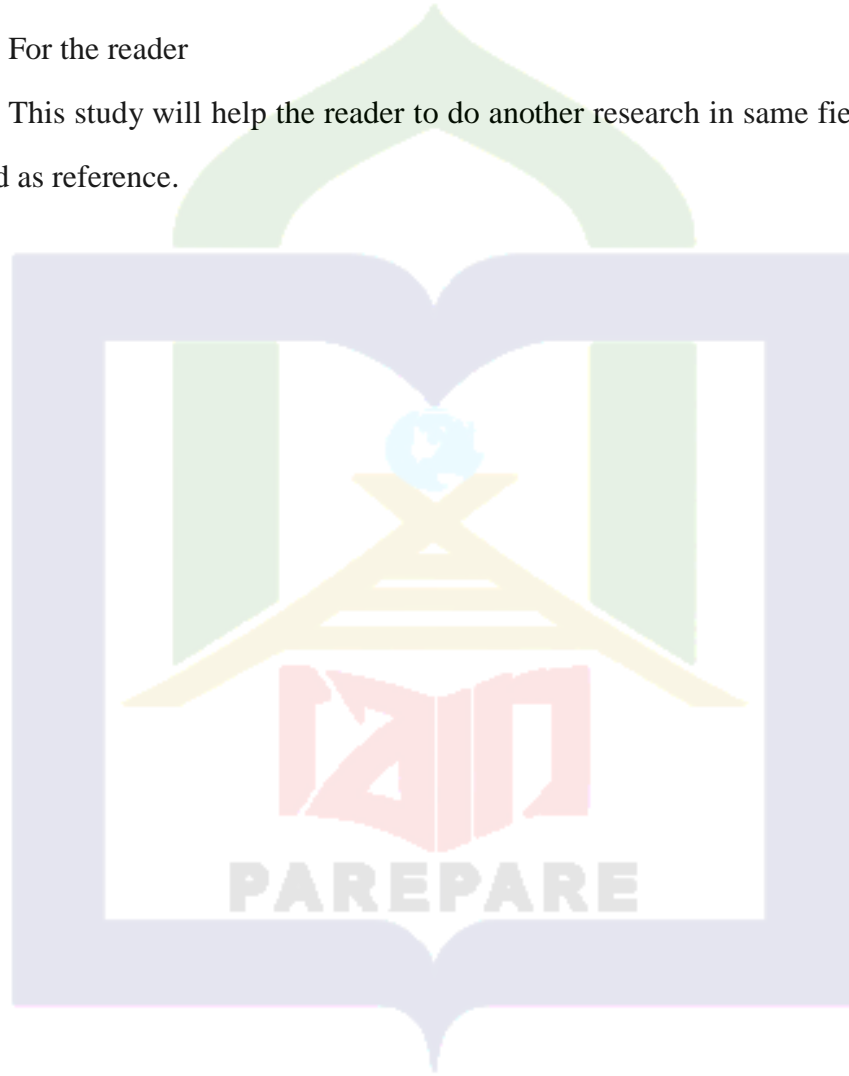 For the reader
This study will help the reader to do another research in same fie
d as reference.
IAIN
PAREPARE